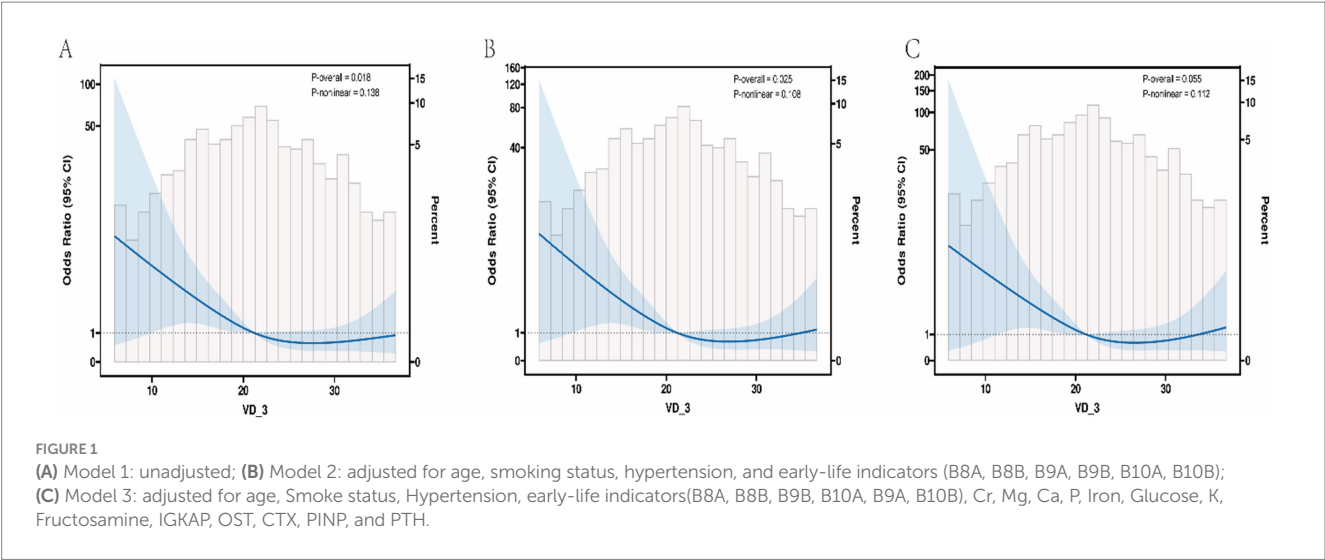 A
B
C
P-overall = 0.018
P-nonlinear = 0.138
Odds Ratio (95% CI)
100
50
1
0
15
10
5
0
Percent
10 20 30
VD_3
P-overall = 0.325
P-nonlinear = 0.108
Odds Ratio (95% CI)
160
120
80
40
1
0
15
10
5
0
Percent
10 20 30
VD_3
P-overall = 0.055
P-nonlinear = 0.112
Odds Ratio (95% CI)
200
150
100
50
1
0
15
10
5
0
Percent
10 20 30
VD_3
FIGURE 1
(A) Model 1: unadjusted; (B) Model 2: adjusted for age, smoking status, hypertension, and early-life indicators (B8A, B8B, B9A, B9B, B10A, B10B);
(C) Model 3: adjusted for age, Smoke status, Hypertension, early-life indicators(B8A, B8B, B9B, B10A, B9A, B10B), Cr, Mg, Ca, P, Iron, Glucose, K,
Fructosamine, IGKAP, OST, CTX, PINP, and PTH.